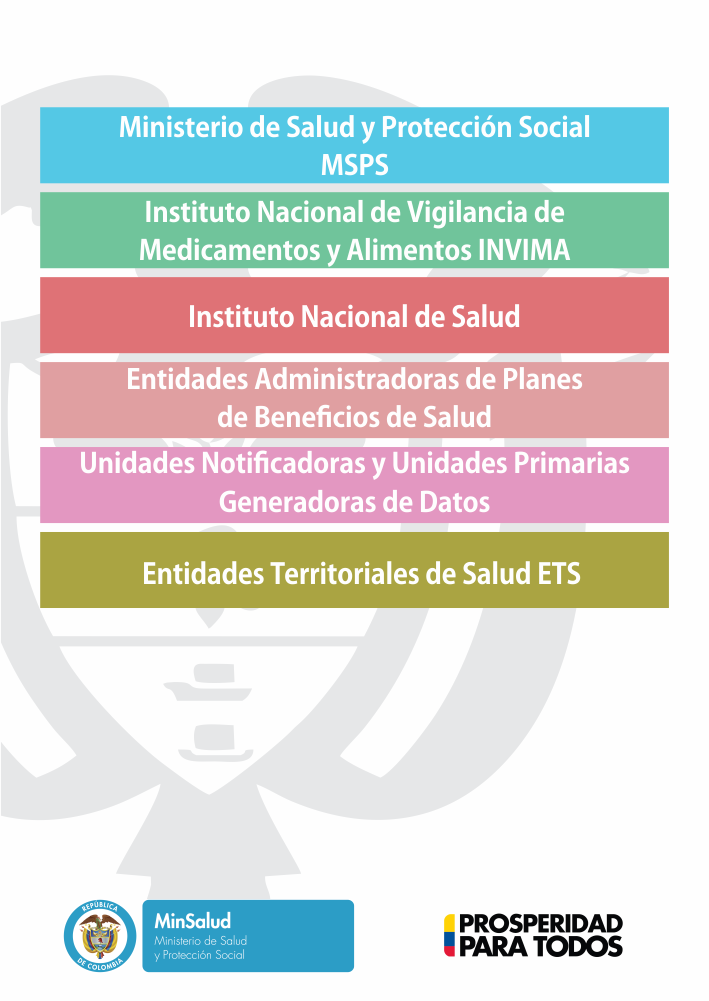 Ministerio de Salud y Protección Social
MSPS
Instituto Nacional de Vigilancia de
Medicamentos y Alimentos INVIMA
Instituto Nacional de Salud
Entidades Administradoras de Planes
de Beneficios de Salud
Unidades Notificadoras y Unidades Primarias
Generadoras de Datos
Entidades Territoriales de Salud ETS
REPÚBLICA
DE COLOMBIA
MinSalud
Ministerio de Salud
y Protección Social
PROSPERIDAD
PARA TODOS